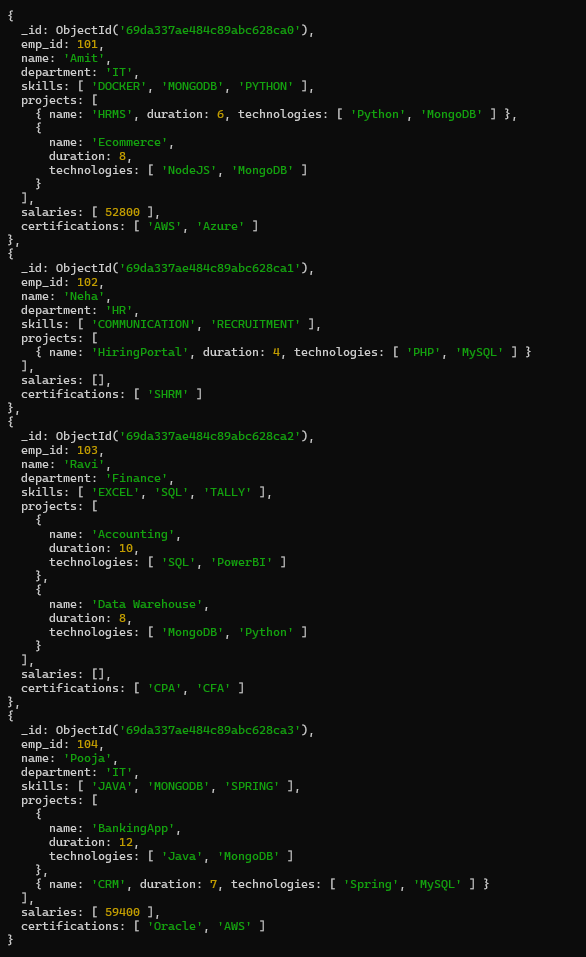 {
  _id: ObjectId('69da337ae484c89abc628ca0'),
  emp_id: 101,
  name: 'Amit',
  department: 'IT',
  skills: [ 'DOCKER', 'MONGODB', 'PYTHON' ],
  projects: [
    { name: 'HRMS', duration: 6, technologies: [ 'Python', 'MongoDB' ] },
    {
      name: 'Ecommerce',
      duration: 8,
      technologies: [ 'NodeJS', 'MongoDB' ]
    }
  ],
  salaries: [ 52800 ],
  certifications: [ 'AWS', 'Azure' ]
},
{
  _id: ObjectId('69da337ae484c89abc628ca1'),
  emp_id: 102,
  name: 'Neha',
  department: 'HR',
  skills: [ 'COMMUNICATION', 'RECRUITMENT' ],
  projects: [
    { name: 'HiringPortal', duration: 4, technologies: [ 'PHP', 'MySQL' ] }
  ],
  salaries: [],
  certifications: [ 'SHRM' ]
},
{
  _id: ObjectId('69da337ae484c89abc628ca2'),
  emp_id: 103,
  name: 'Ravi',
  department: 'Finance',
  skills: [ 'EXCEL', 'SQL', 'TALLY' ],
  projects: [
    {
      name: 'Accounting',
      duration: 10,
      technologies: [ 'SQL', 'PowerBI' ]
    },
    {
      name: 'Data Warehouse',
      duration: 8,
      technologies: [ 'MongoDB', 'Python' ]
    }
  ],
  salaries: [],
  certifications: [ 'CPA', 'CFA' ]
},
{
  _id: ObjectId('69da337ae484c89abc628ca3'),
  emp_id: 104,
  name: 'Pooja',
  department: 'IT',
  skills: [ 'JAVA', 'MONGODB', 'SPRING' ],
  projects: [
    {
      name: 'BankingApp',
      duration: 12,
      technologies: [ 'Java', 'MongoDB' ]
    },
    { name: 'CRM', duration: 7, technologies: [ 'Spring', 'MySQL' ] }
  ],
  salaries: [ 59400 ],
  certifications: [ 'Oracle', 'AWS' ]
}